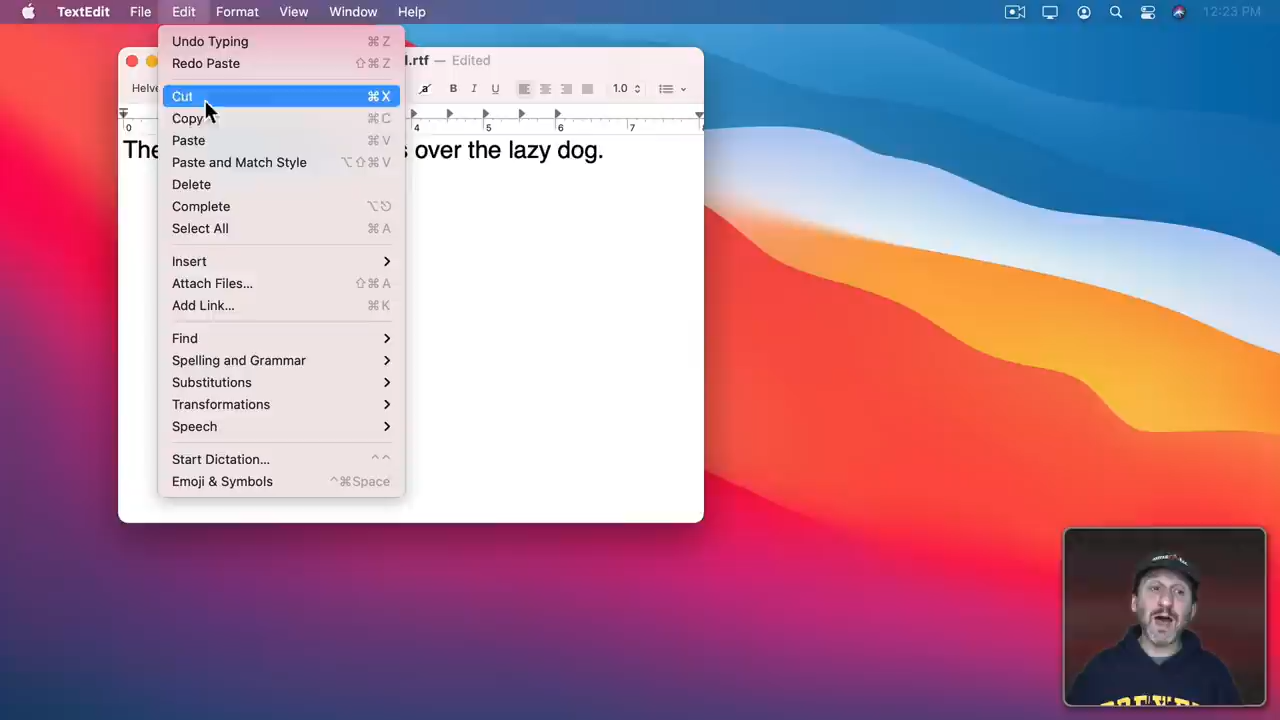 TextEdit File Edit Format View Window Help 12:23 PM
Undo Typing ⌘Z
Redo Paste ⇧⌘Z
.rtf — Edited
Cut ⌘X
B I U 1.0
Copy ⌘C
0 4 5 6 7
Paste ⌘V
The over the lazy dog.
Paste and Match Style ⌥⇧⌘V
Delete
Complete ⌥⎋
Select All ⌘A
Insert
Attach Files... ⇧⌘A
Add Link... ⌘K
Find
Spelling and Grammar
Substitutions
Transformations
Speech
Start Dictation... ^^
Emoji & Symbols ^⌘Space